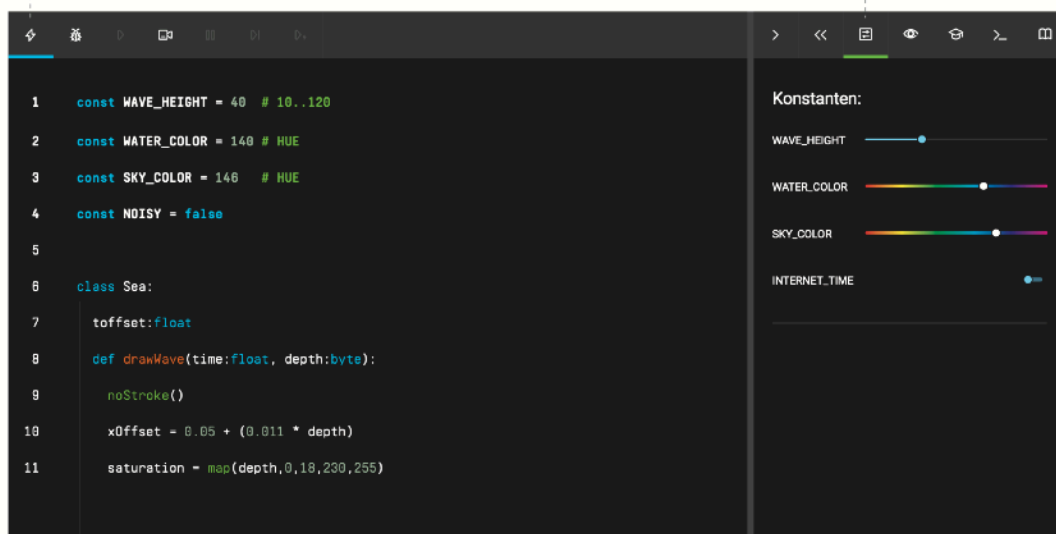 1 const WAVE_HEIGHT = 40 # 10..120
2 const WATER_COLOR = 140 # HUE
3 const SKY_COLOR = 146 # HUE
4 const NOISY = false
5
6 class Sea:
7 toffset:float
8 def drawWave(time:float, depth:byte):
9 noStroke()
10 xOffset = 0.05 + (0.011 * depth)
11 saturation = map(depth,0,18,230,255)
Konstanten:
WAVE_HEIGHT
WATER_COLOR
SKY_COLOR
INTERNET_TIME